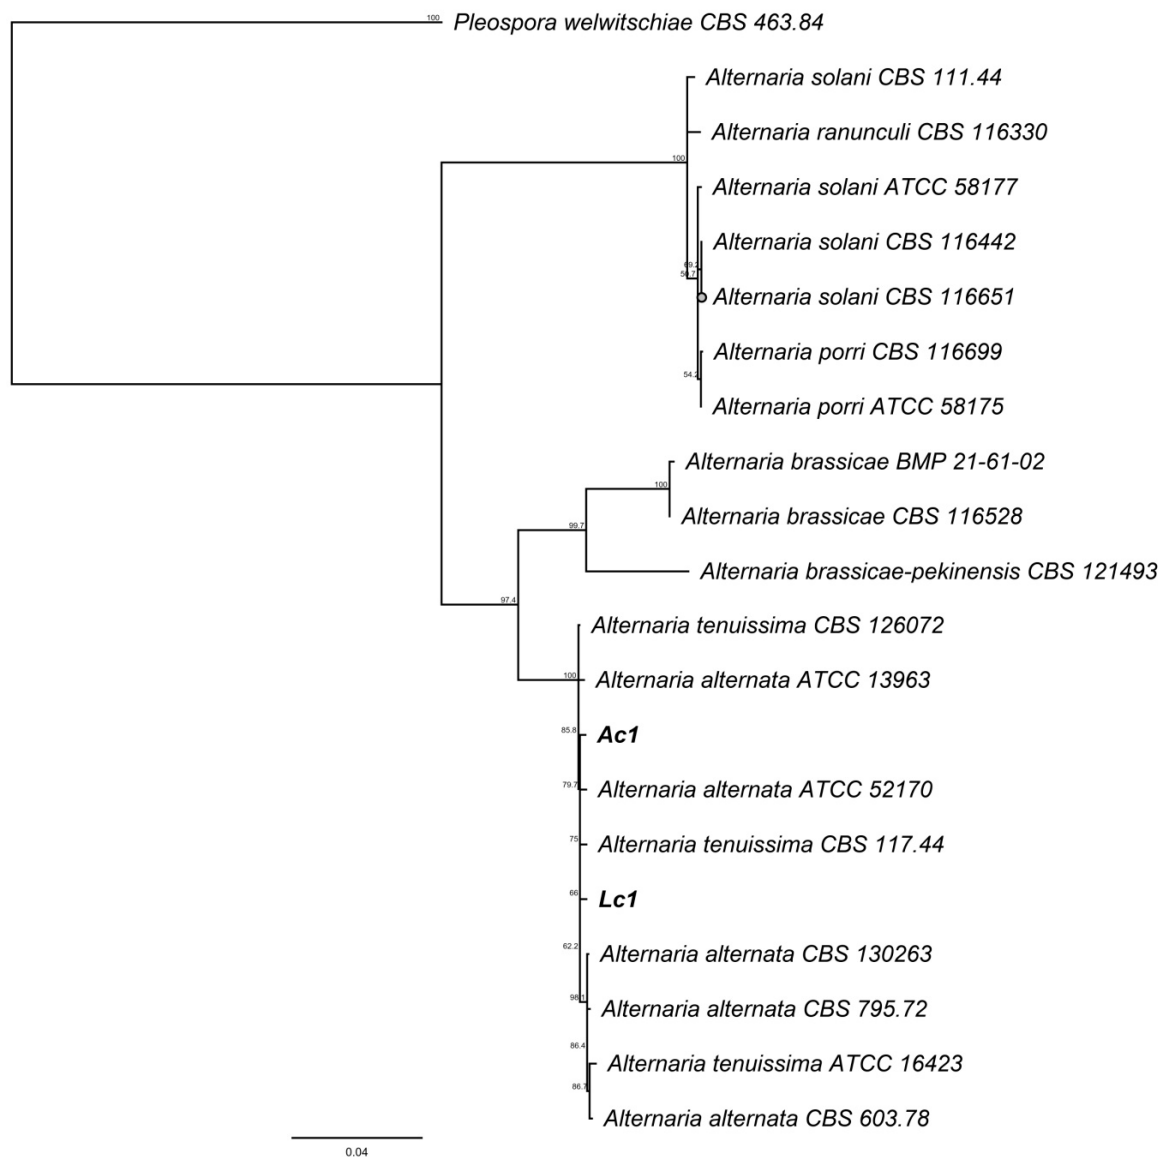 100
Pleospora welwitschiae CBS 463.84
Alternaria solani CBS 111.44
Alternaria ranunculi CBS 116330
100
Alternaria solani ATCC 58177
Alternaria solani CBS 116442
Alternaria solani CBS 116651
Alternaria porri CBS 116699
Alternaria porri ATCC 58175
Alternaria brassicae BMP 21-61-02
100
Alternaria brassicae CBS 116528
99.7
Alternaria brassicae-pekinensis CBS 121493
97.4
Alternaria tenuissima CBS 126072
100
Alternaria alternata ATCC 13963
85.8
Ac1
79.7
Alternaria alternata ATCC 52170
75
Alternaria tenuissima CBS 117.44
66
Lc1
62.2
Alternaria alternata CBS 130263
98.1
Alternaria alternata CBS 795.72
86.4
Alternaria tenuissima ATCC 16423
86.7
Alternaria alternata CBS 603.78
0.04